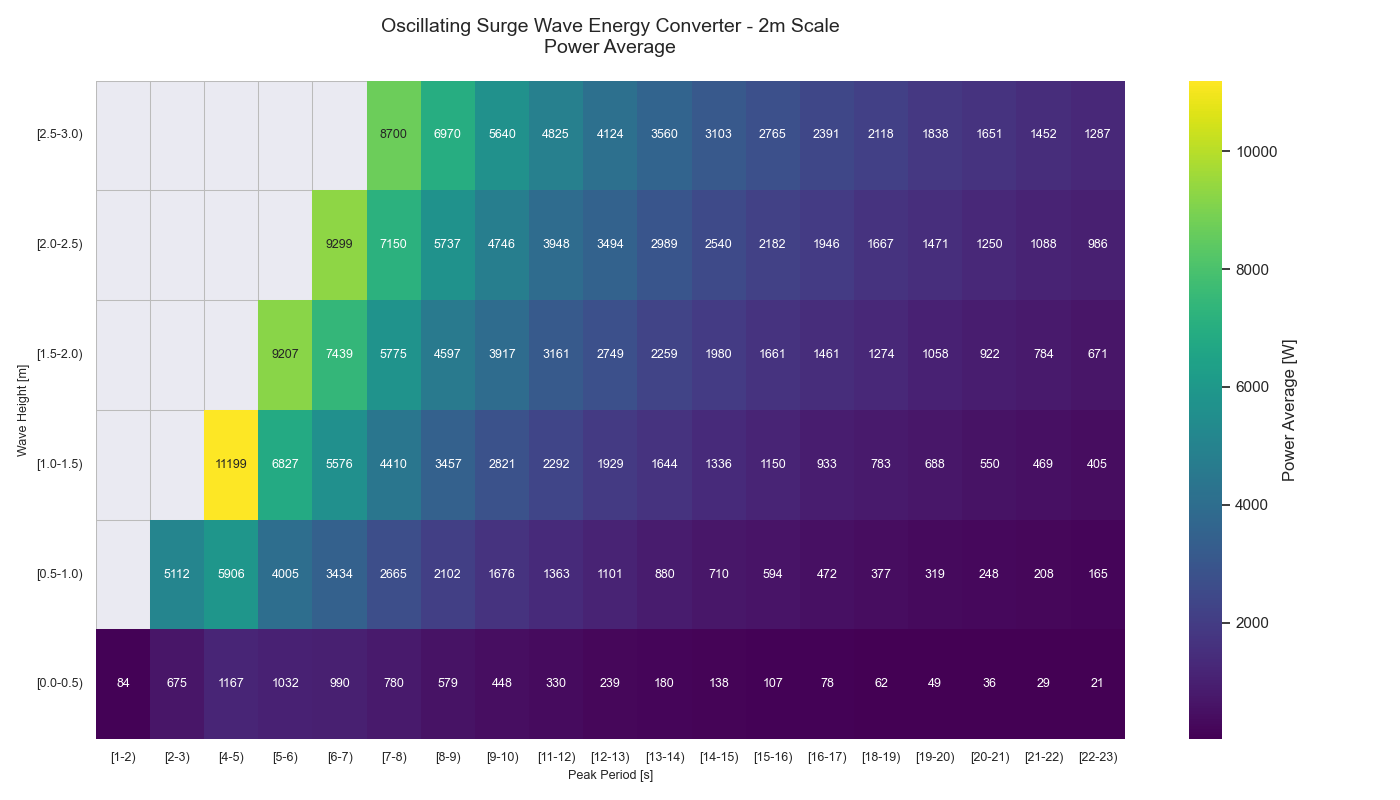 Oscillating Surge Wave Energy Converter - 2m Scale
Power Average
[2.5-3.0) 8700 6970 5640 4825 4124 3560 3103 2765 2391 2118 1838 1651 1452 1287
[2.0-2.5) 9299 7150 5737 4746 3948 3494 2989 2540 2182 1946 1667 1471 1250 1088 986
[1.5-2.0) 9207 7439 5775 4597 3917 3161 2749 2259 1980 1661 1461 1274 1058 922 784 671
[1.0-1.5) 11199 6827 5576 4410 3457 2821 2292 1929 1644 1336 1150 933 783 688 550 469 405
[0.5-1.0) 5112 5906 4005 3434 2665 2102 1676 1363 1101 880 710 594 472 377 319 248 208 165
[0.0-0.5) 84 675 1167 1032 990 780 579 448 330 239 180 138 107 78 62 49 36 29 21
[1-2) [2-3) [4-5) [5-6) [6-7) [7-8) [8-9) [9-10) [11-12) [12-13) [13-14) [14-15) [15-16) [16-17) [18-19) [19-20) [20-21) [21-22) [22-23)
Peak Period [s]
Wave Height [m]
10000
8000
6000
4000
2000
Power Average [W]